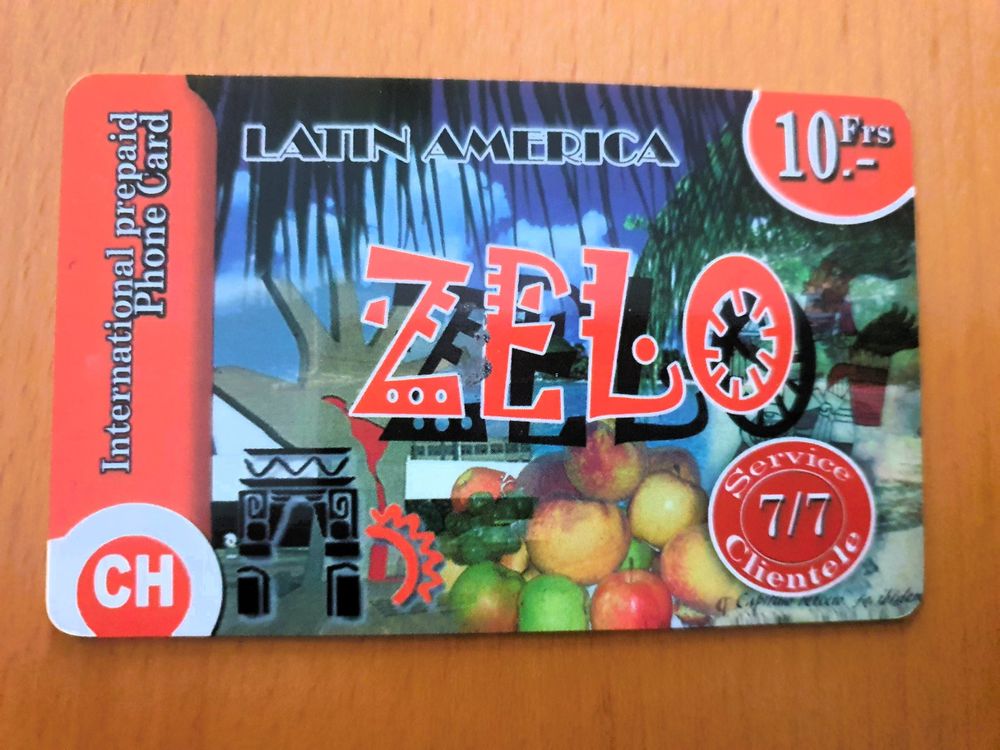 International prepaid
Phone Card
LATIN AMERICA
10.- Frs
ZELO
Service
7/7
Clientele
CH